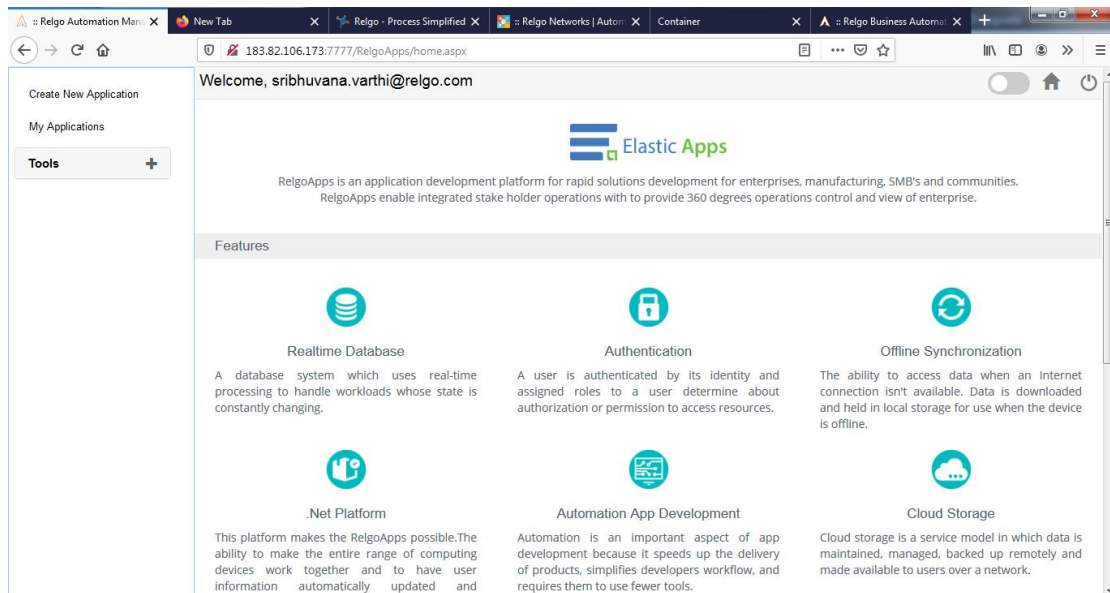 :: Relgo Automation Mana
New Tab
Relgo - Process Simplified
:: Relgo Networks | Autom
Container
:: Relgo Business Automat
183.82.106.173:7777/RelgoApps/home.aspx
Create New Application
My Applications
Tools
Welcome, sribhuvana.varthi@relgo.com
Elastic Apps
RelgoApps is an application development platform for rapid solutions development for enterprises, manufacturing, SMB's and communities.
RelgoApps enable integrated stake holder operations with to provide 360 degrees operations control and view of enterprise.
Features
Realtime Database
A database system which uses real-time
processing to handle workloads whose state is
constantly changing.
Authentication
A user is authenticated by its identity and
assigned roles to a user determine about
authorization or permission to access resources.
Offline Synchronization
The ability to access data when an Internet
connection isn't available. Data is downloaded
and held in local storage for use when the device
is offline.
.Net Platform
This platform makes the RelgoApps possible.The
ability to make the entire range of computing
devices work together and to have user
information automatically updated and
Automation App Development
Automation is an important aspect of app
development because it speeds up the delivery
of products, simplifies developers workflow, and
requires them to use fewer tools.
Cloud Storage
Cloud storage is a service model in which data is
maintained, managed, backed up remotely and
made available to users over a network.